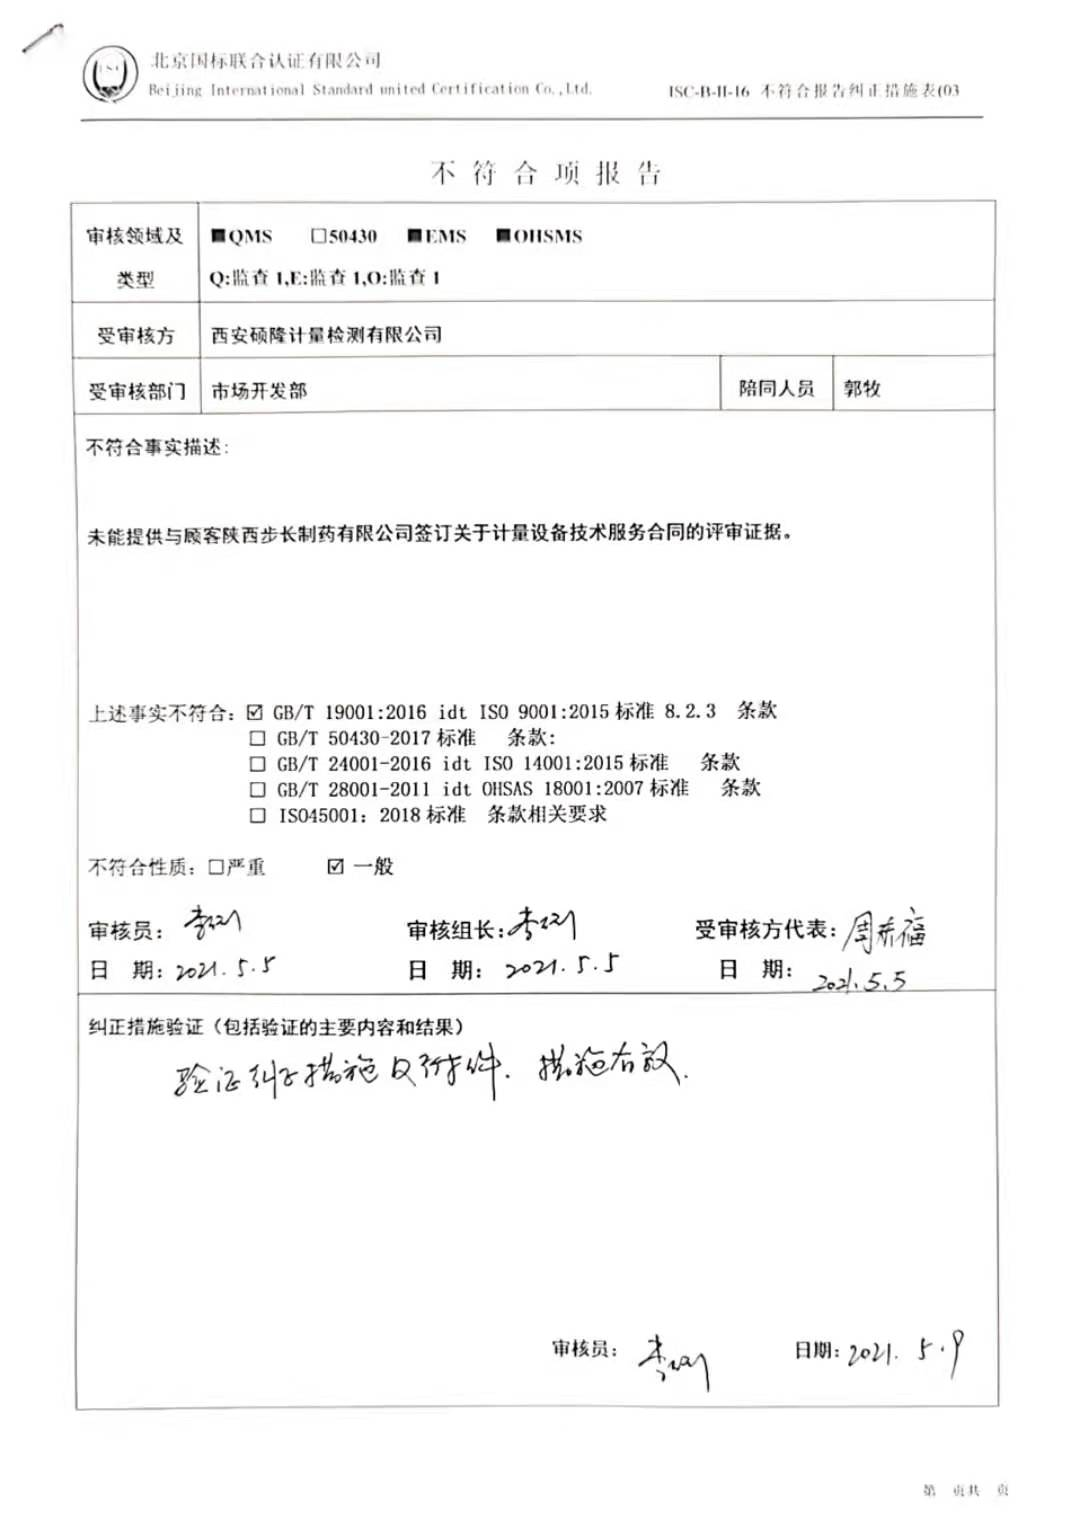 北京国标联合认证有限公司
Beijing International Standard united Certification Co.,Ltd. ISC-B-II-16 不符合报告纠正措施表(03
不符合项报告
审核领域及类型 ■QMS □50430 ■EMS ■OHSMS
Q:监查 1,E:监查 1,O:监查 1
受审核方 西安硕隆计量检测有限公司
受审核部门 市场开发部 陪同人员 郭牧
不符合事实描述:
未能提供与顾客陕西步长制药有限公司签订关于计量设备技术服务合同的评审证据。
上述事实不符合: ☑ GB/T 19001:2016 idt ISO 9001:2015 标准 8.2.3 条款
□ GB/T 50430-2017 标准 条款:
□ GB/T 24001-2016 idt ISO 14001:2015 标准 条款
□ GB/T 28001-2011 idt OHSAS 18001:2007 标准 条款
□ ISO45001: 2018 标准 条款相关要求
不符合性质: □严重 ☑ 一般
审核员: 审核组长: 受审核方代表:
日 期: 2021.5.5 日 期: 2021.5.5 日 期: 2021.5.5
纠正措施验证（包括验证的主要内容和结果）
验证纠正措施及附件. 措施有效.
审核员: 日期: 2021.5.9
第 页共 页